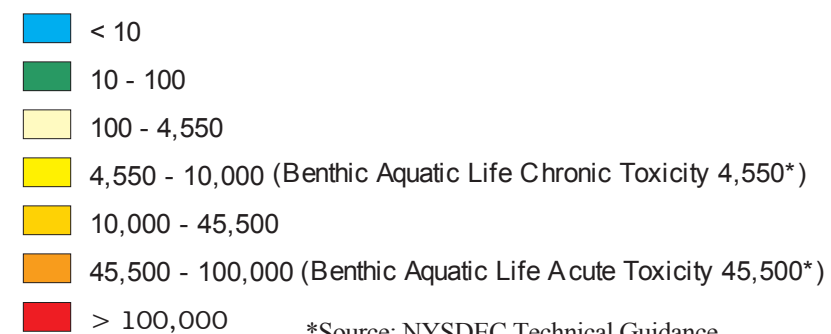 < 10
10 - 100
100 - 4,550
4,550 - 10,000 (Benthic Aquatic Life Chronic Toxicity 4,550*)
10,000 - 45,500
45,500 - 100,000 (Benthic Aquatic Life Acute Toxicity 45,500*)
> 100,000
*Source: NYSDEC Technical Guidance